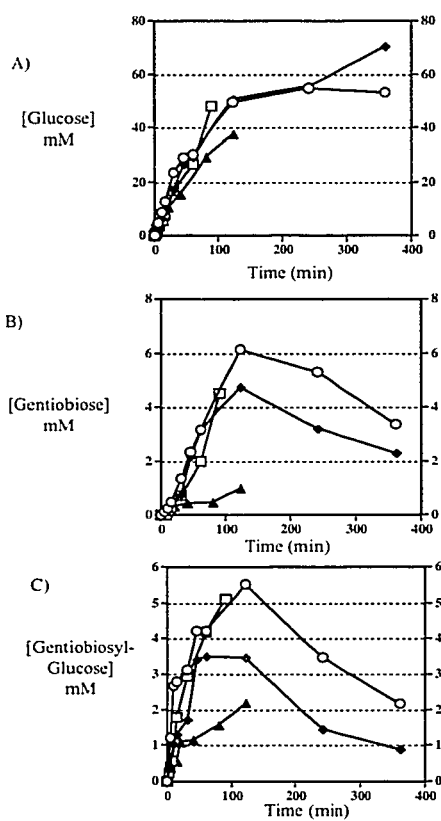 A)
[Glucose]
mM
80 80
60 60
40 40
20 20
0 0
0 100 200 300 400
Time (min)
B)
[Gentiobiose]
mM
8 8
6 6
4 4
2 2
0 0
0 100 200 300 400
Time (min)
C)
[Gentiobiosyl-
Glucose]
mM
6 6
5 5
4 4
3 3
2 2
1 1
0 0
0 100 200 300 400
Time (min)